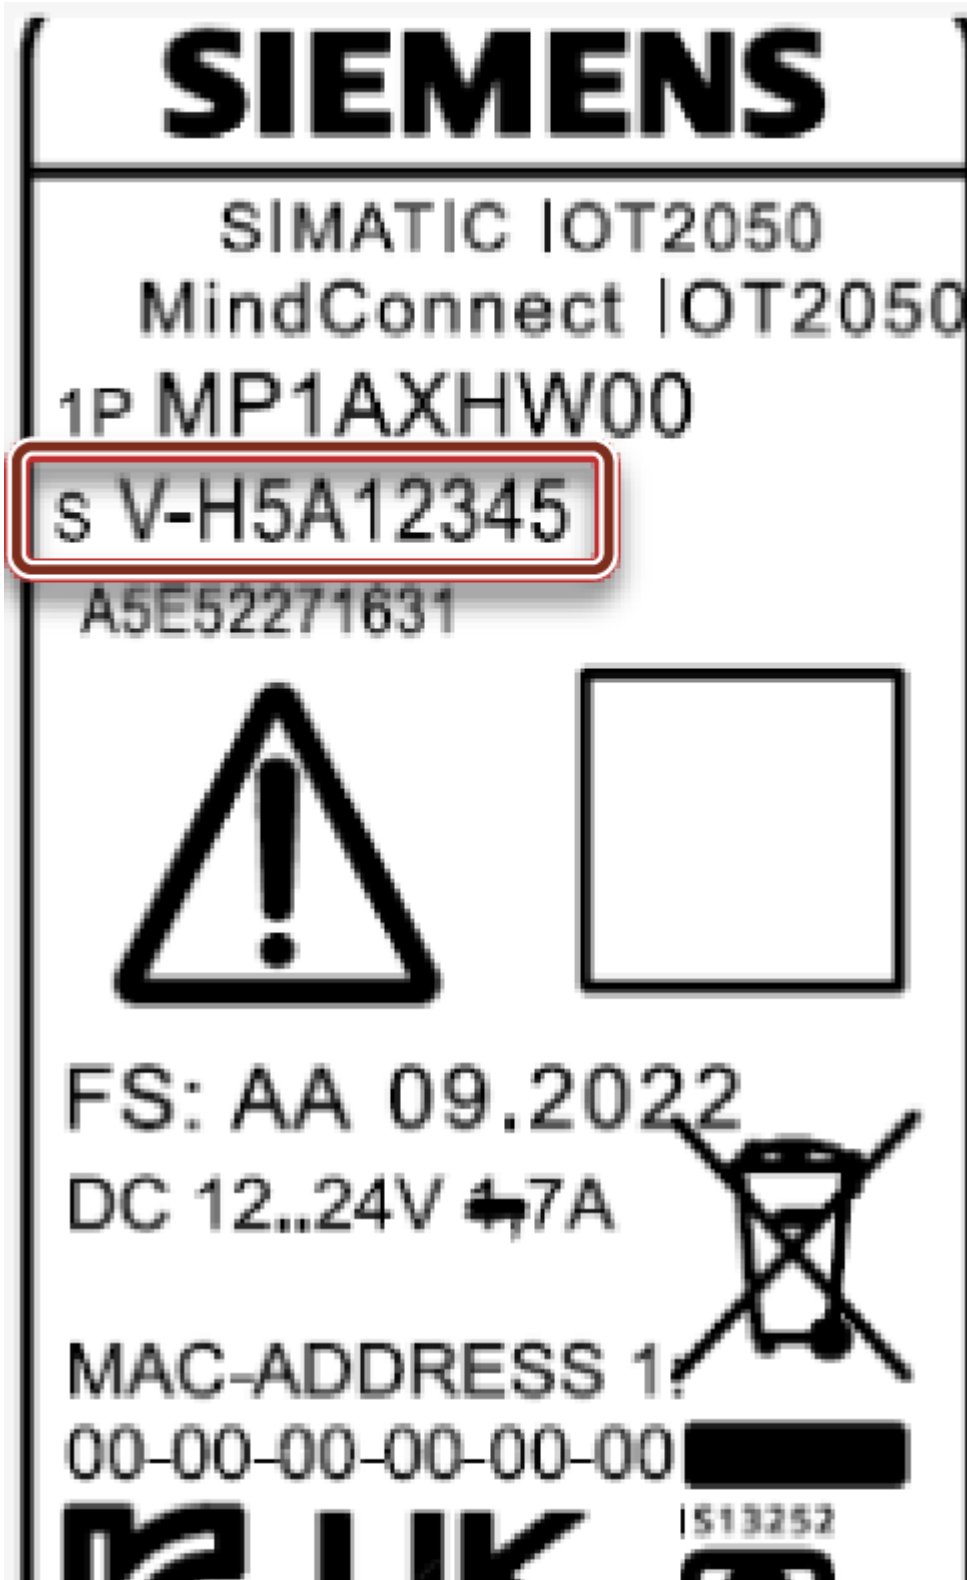 SIEMENS
SIMATIC IOT2050
MindConnect IOT2050
1P MP1AXHW00
S V-H5A12345
A5E52271631
FS: AA 09.2022
DC 12..24V 7A
MAC-ADDRESS 1:
00-00-00-00-00-00
IS13252
UK